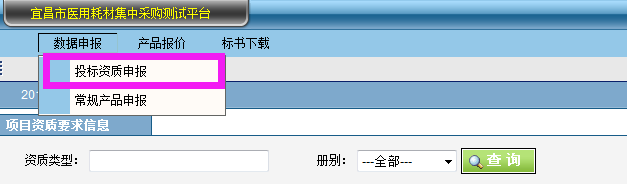 宜昌市医用耗材集中采购测试平台
数据申报 产品报价 标书下载
投标资质申报
常规产品申报
201
项目资质要求信息
资质类型： 册别： ---全部--- 查 询